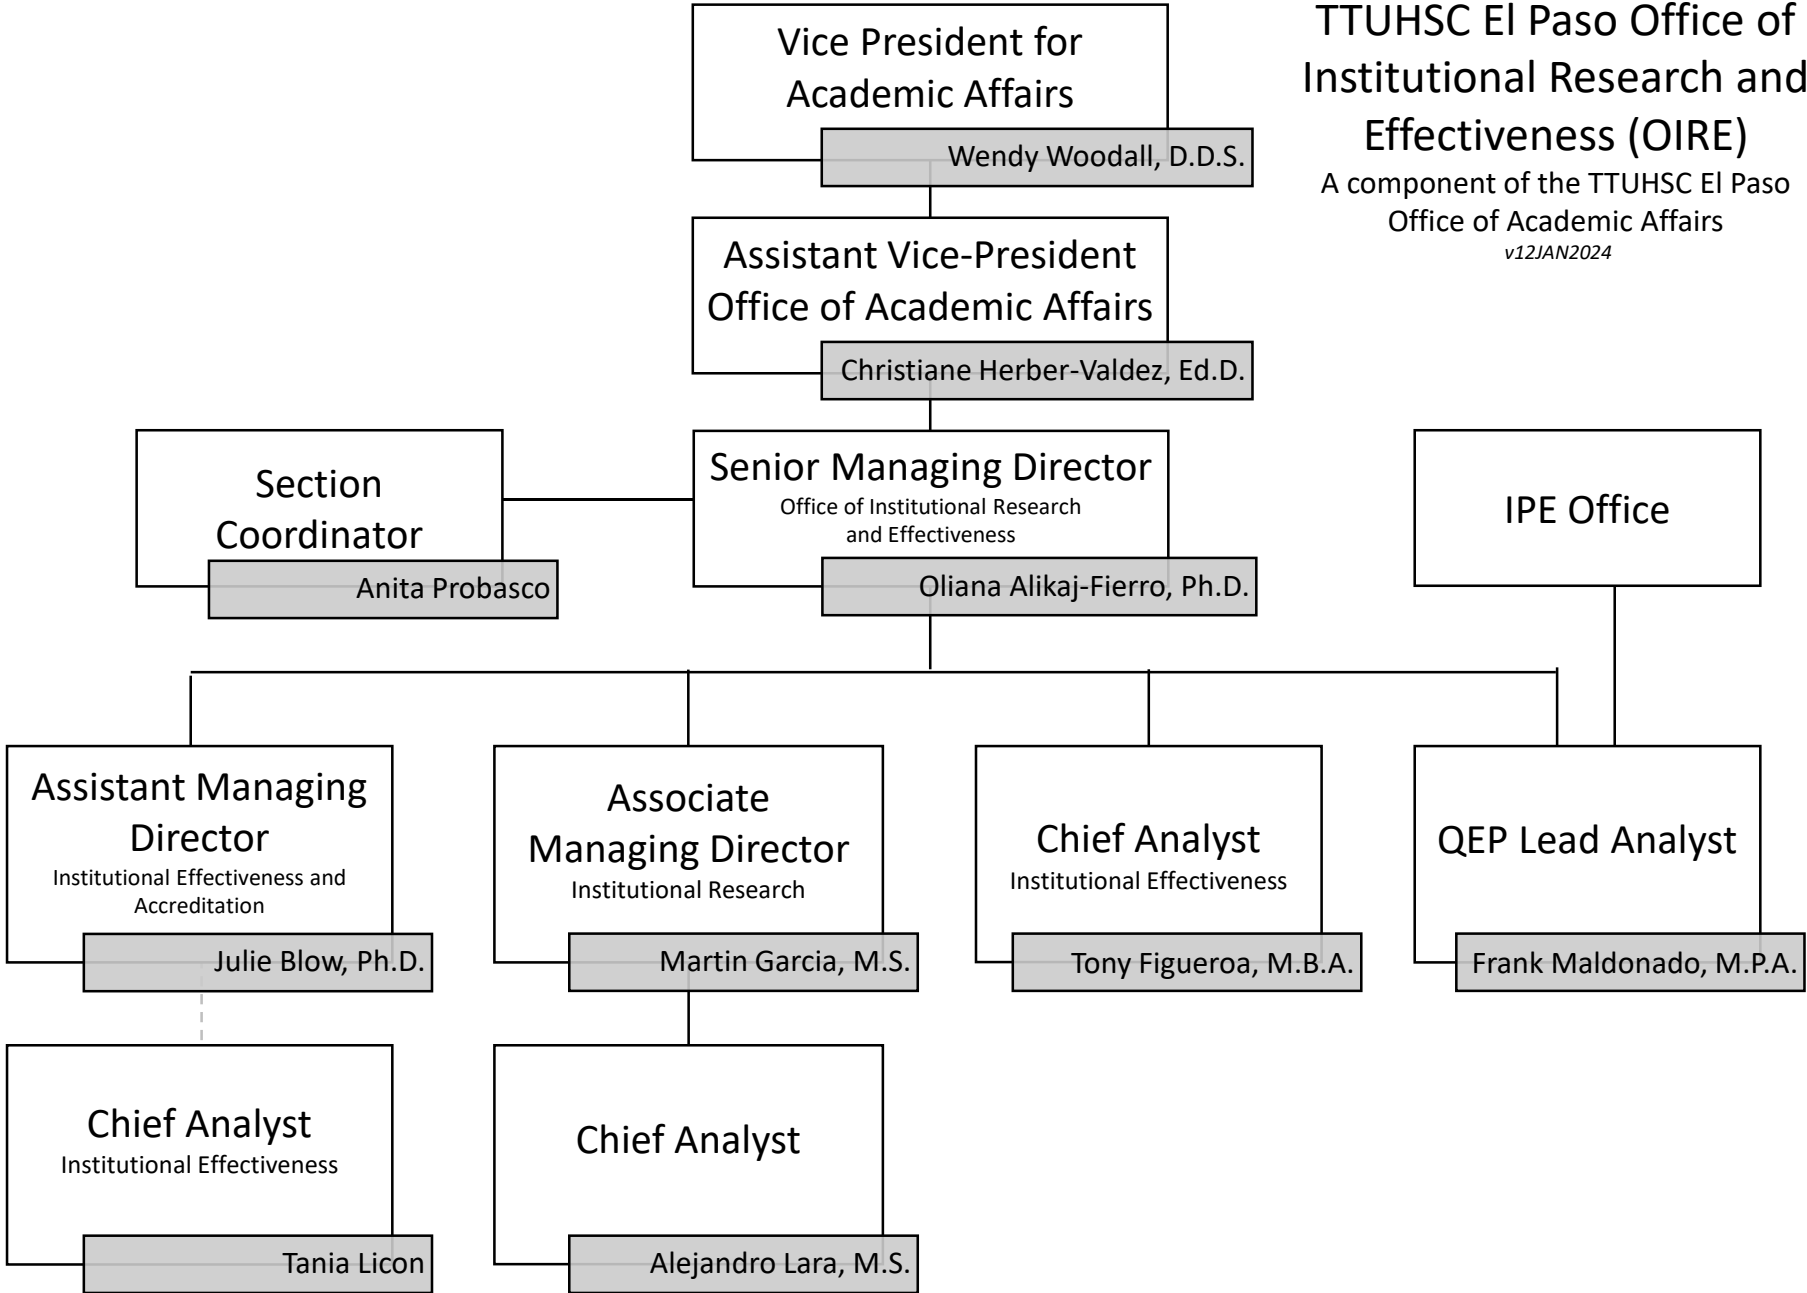 TTUHSC El Paso Office of
Institutional Research and
Effectiveness (OIRE)
A component of the TTUHSC El Paso
Office of Academic Affairs
v12JAN2024
Vice President for
Academic Affairs
Wendy Woodall, D.D.S.
Assistant Vice-President
Office of Academic Affairs
Christiane Herber-Valdez, Ed.D.
Section
Coordinator
Anita Probasco
Senior Managing Director
Office of Institutional Research
and Effectiveness
Oliana Alikaj-Fierro, Ph.D.
IPE Office
Assistant Managing
Director
Institutional Effectiveness and
Accreditation
Julie Blow, Ph.D.
Associate
Managing Director
Institutional Research
Martin Garcia, M.S.
Chief Analyst
Institutional Effectiveness
Tony Figueroa, M.B.A.
QEP Lead Analyst
Frank Maldonado, M.P.A.
Chief Analyst
Institutional Effectiveness
Tania Licon
Chief Analyst
Alejandro Lara, M.S.